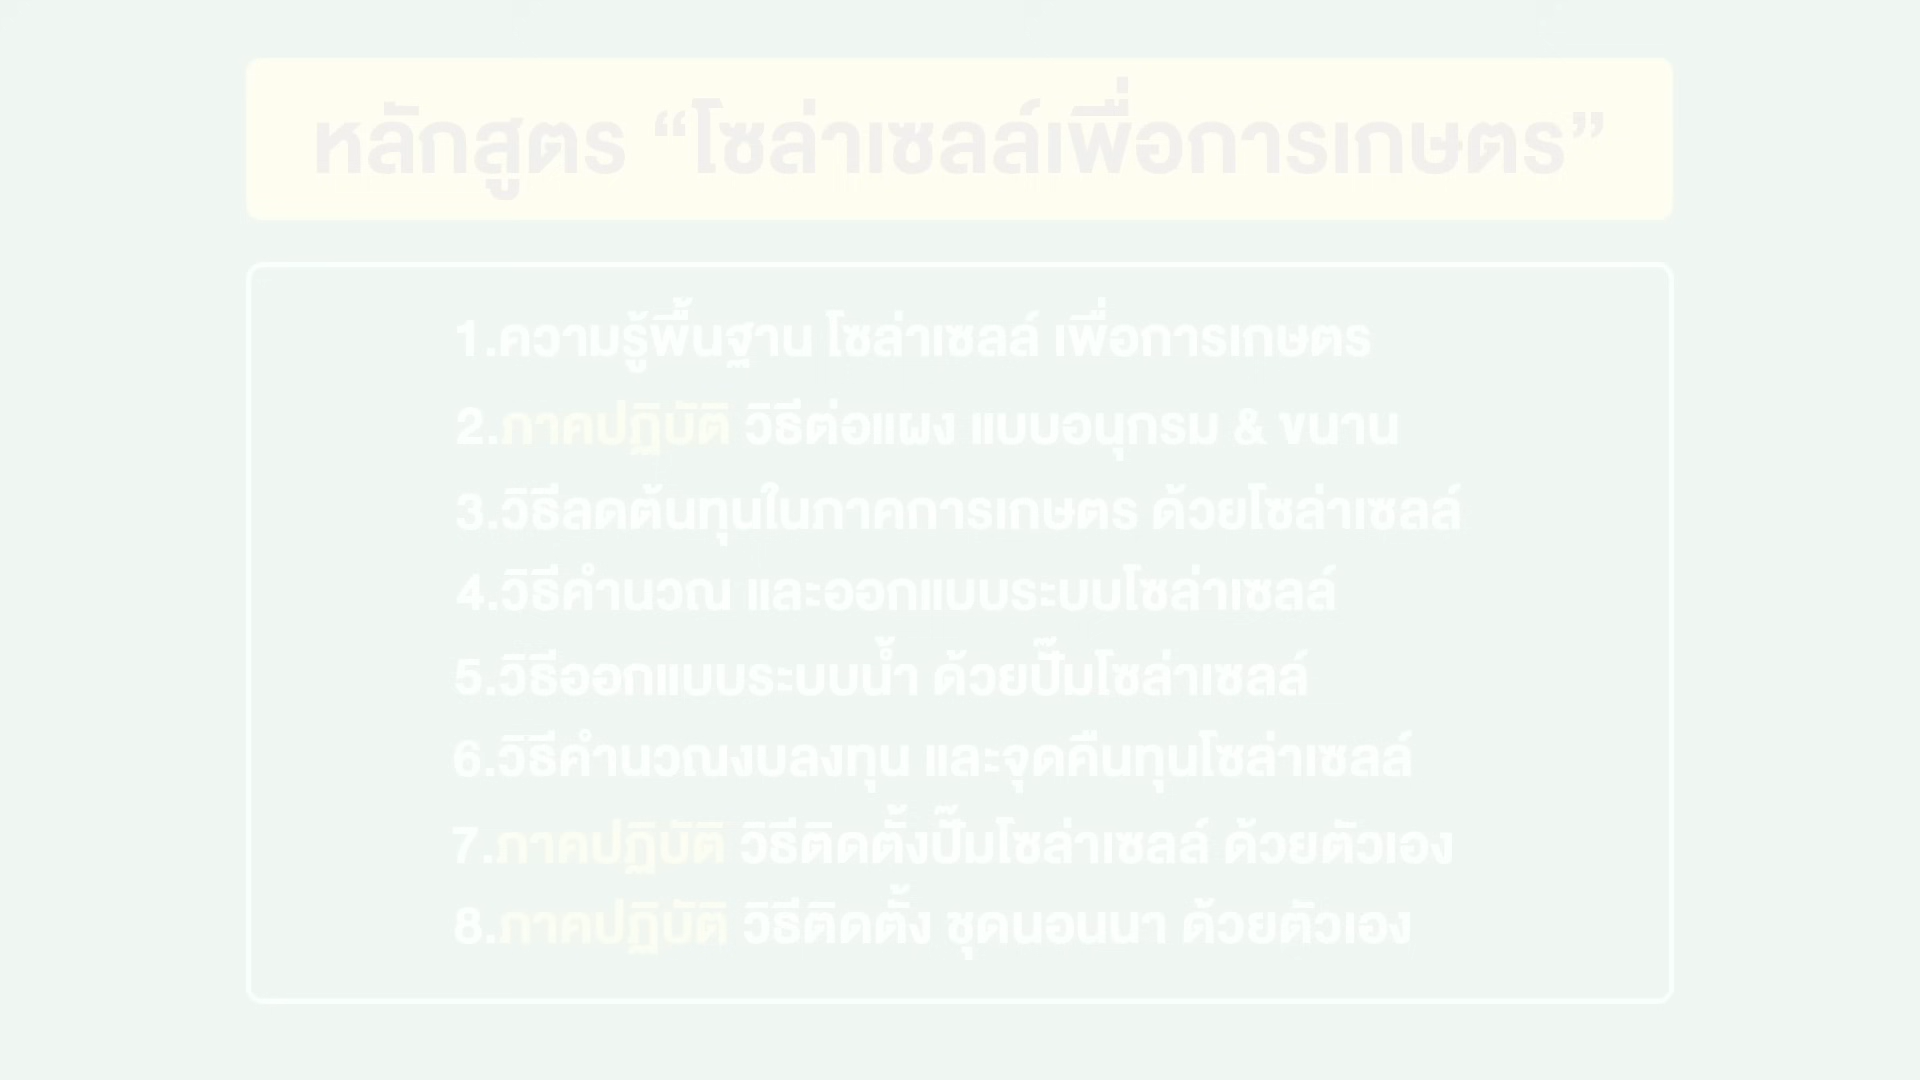 หลักสูตร “โซล่าเซลล์เพื่อการเกษตร”
1.ความรู้พื้นฐาน โซล่าเซลล์ เพื่อการเกษตร
2.ภาคปฏิบัติ วิธีต่อแผง แบบอนุกรม & ขนาน
3.วิธีลดต้นทุนในภาคการเกษตร ด้วยโซล่าเซลล์
4.วิธีคำนวณ และออกแบบระบบโซล่าเซลล์
5.วิธีออกแบบระบบน้ำ ด้วยปั๊มโซล่าเซลล์
6.วิธีคำนวณงบลงทุน และจุดคืนทุนโซล่าเซลล์
7.ภาคปฏิบัติ วิธีติดตั้งปั๊มโซล่าเซลล์ ด้วยตัวเอง
8.ภาคปฏิบัติ วิธีติดตั้ง ชุดนอนนา ด้วยตัวเอง